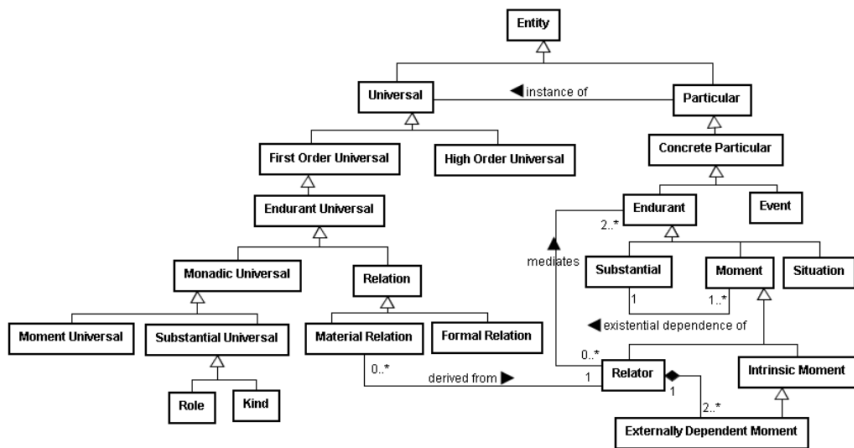 Entity
Universal
◄ instance of
Particular
Concrete Particular
First Order Universal
High Order Universal
Endurant Universal
Endurant
Event
2..*
Monadic Universal
Relation
mediates
Substantial
Moment
Situation
1
1..*
Moment Universal
Substantial Universal
Material Relation
Formal Relation
◄ existential dependence of
0..*
0..*
Role
Kind
derived from ►
1
Relator
1
Intrinsic Moment
2..*
Externally Dependent Moment